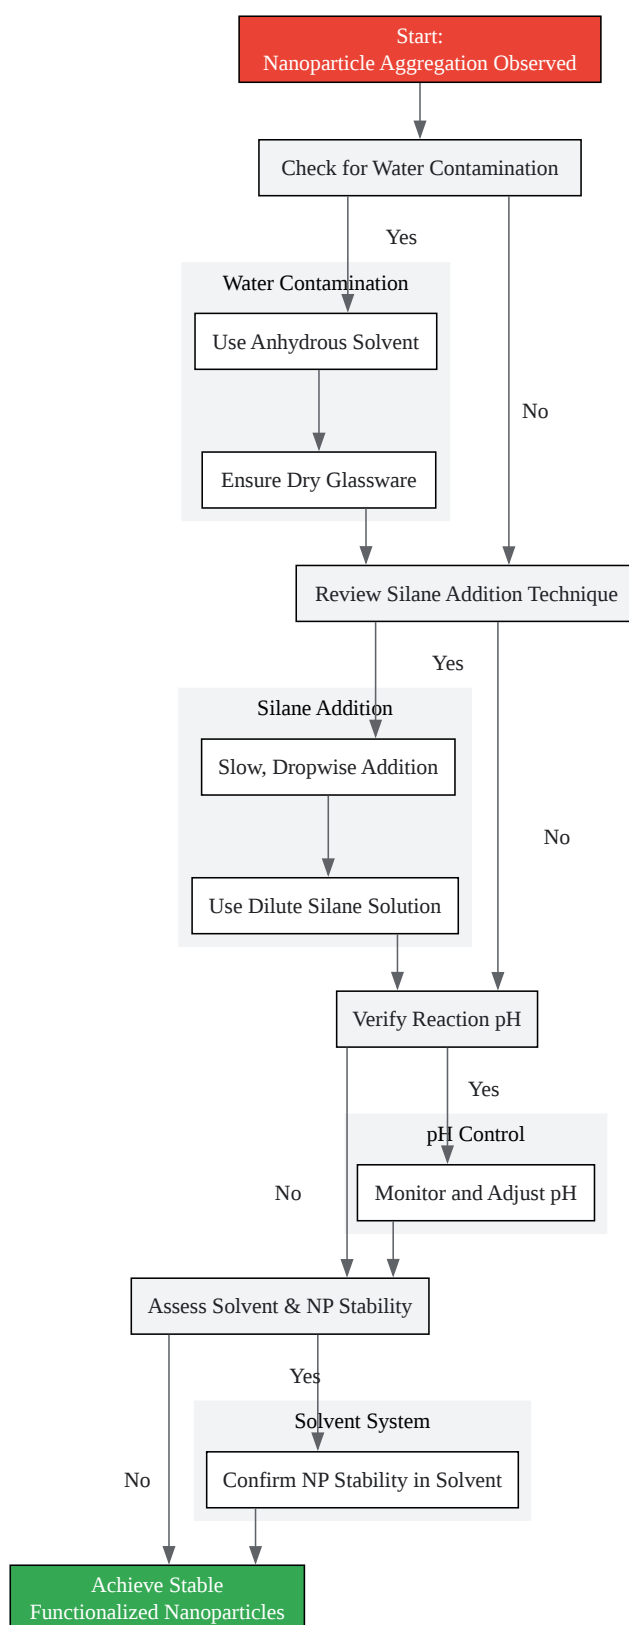 Start:
Nanoparticle Aggregation Observed
Check for Water Contamination
Yes
Water Contamination
Use Anhydrous Solvent
No
Ensure Dry Glassware
Review Silane Addition Technique
Yes
Silane Addition
Slow, Dropwise Addition
No
Use Dilute Silane Solution
Verify Reaction pH
Yes
pH Control
No
Monitor and Adjust pH
Assess Solvent & NP Stability
Yes
Solvent System
No
Confirm NP Stability in Solvent
Achieve Stable
Functionalized Nanoparticles